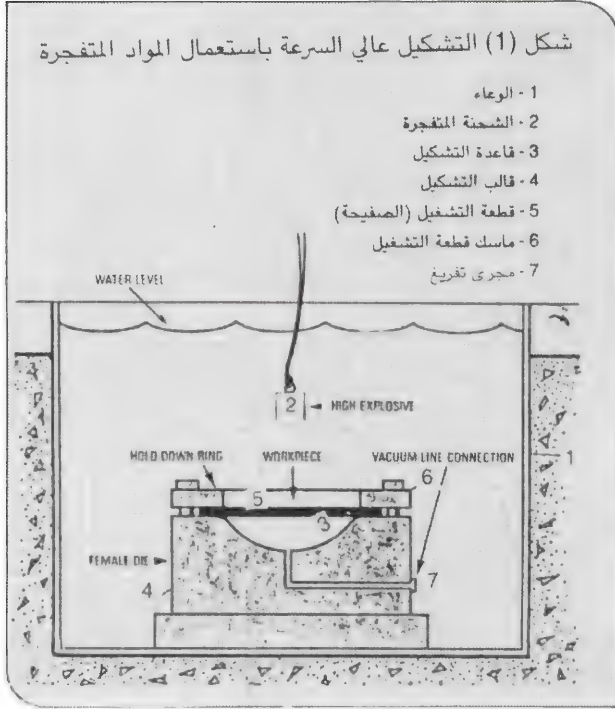 شكل (1) التشكيل عالي السرعة باستعمال المواد المتفجرة
1 - الوعاء
2 - الشحنة المتفجرة
3 - قاعدة التشكيل
4 - قالب التشكيل
5 - قطعة التشغيل (الصفيحة)
6 - ماسك قطعة التشغيل
7 - مجرى تفريغ
WATER LEVEL
2 HIGH EXPLOSIVE
HOLD DOWN RING WORKPIECE VACUUM LINE CONNECTION
1
6
5
3
FEMALE DIE
4
7